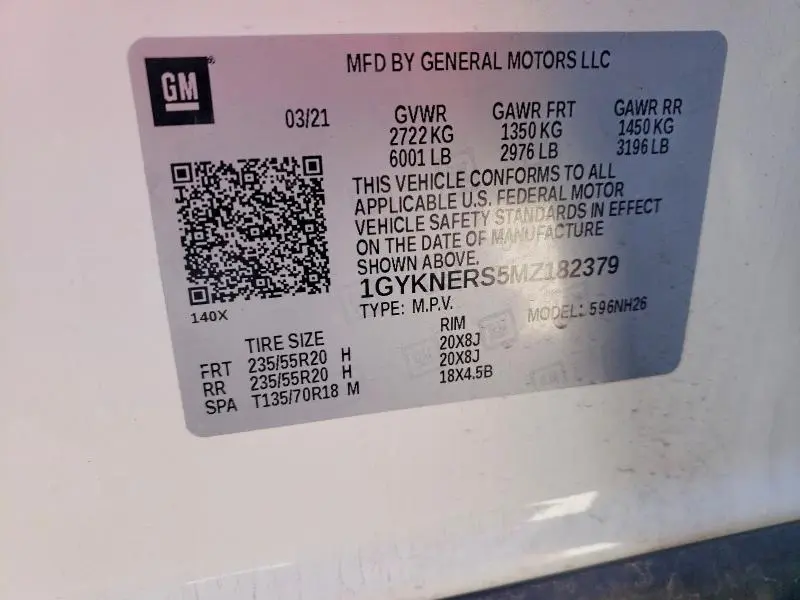 GM
MFD BY GENERAL MOTORS LLC
03/21 GVWR GAWR FRT GAWR RR
2722 KG 1350 KG 1450 KG
6001 LB 2976 LB 3196 LB
THIS VEHICLE CONFORMS TO ALL
APPLICABLE U.S. FEDERAL MOTOR
VEHICLE SAFETY STANDARDS IN EFFECT
ON THE DATE OF MANUFACTURE
SHOWN ABOVE.
1GYKNERS5MZ182379
140X TYPE: M.P.V. MODEL: 596NH26
TIRE SIZE RIM
FRT 235/55R20 H 20X8J
RR 235/55R20 H 20X8J
SPA T135/70R18 M 18X4.5B